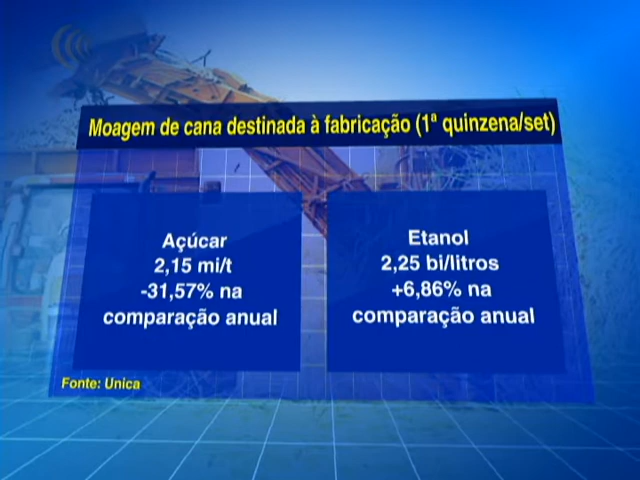 Moagem de cana destinada à fabricação (1ª quinzena/set)
Açúcar
2,15 mi/t
-31,57% na
comparação anual
Etanol
2,25 bi/litros
+6,86% na
comparação anual
Fonte: Unica